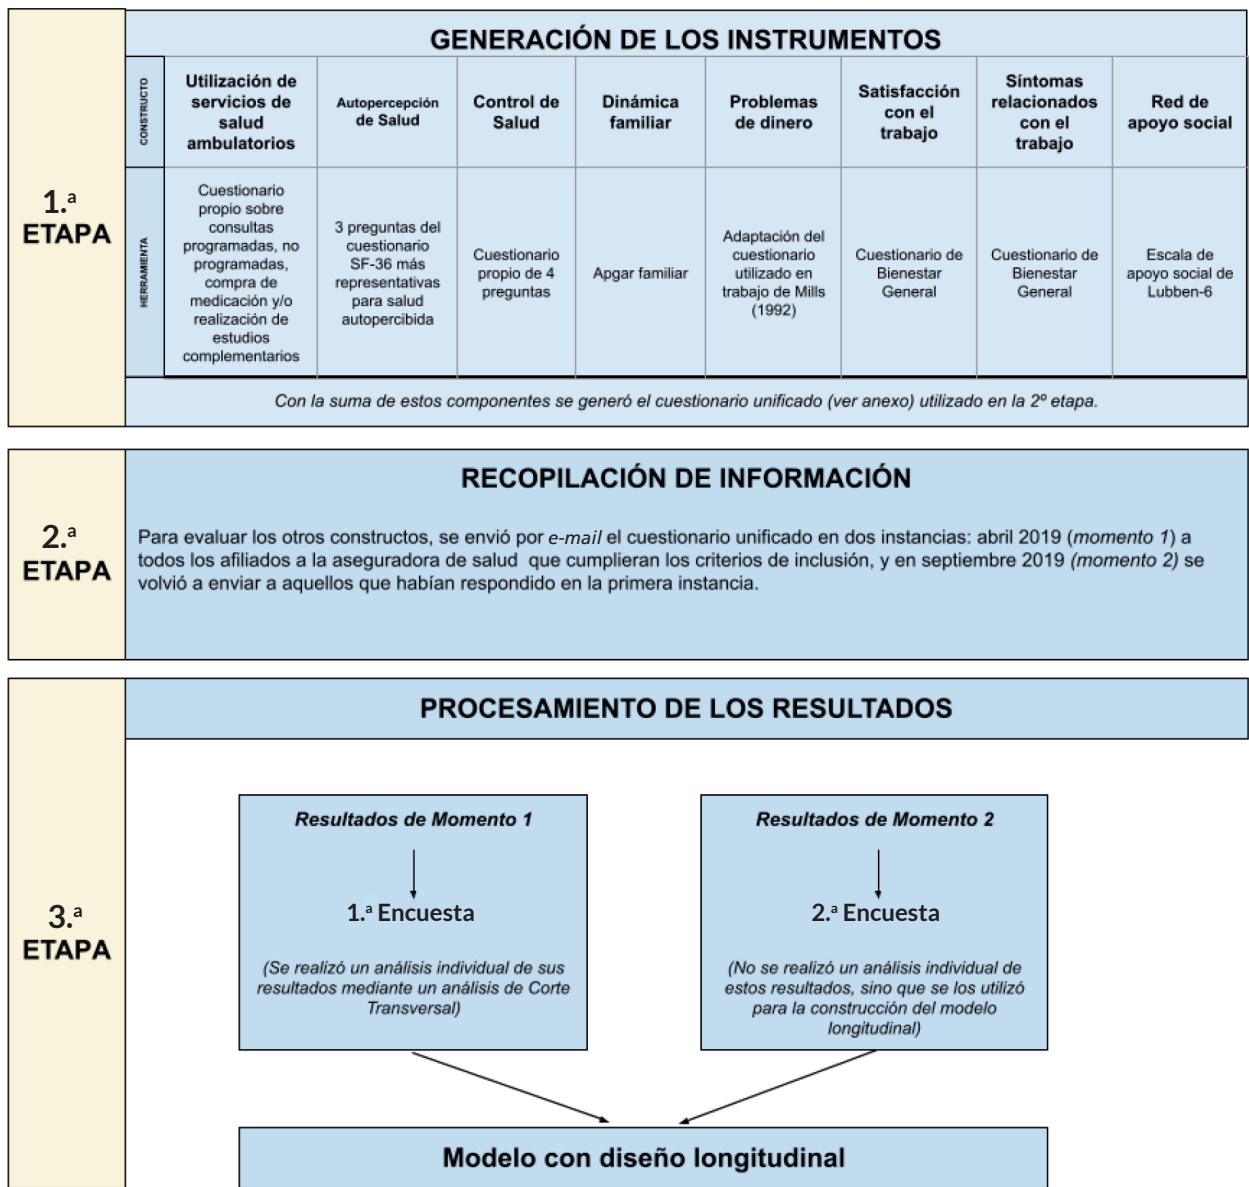 1.ª
ETAPA
GENERACIÓN DE LOS INSTRUMENTOS
CONSTRUCTO
Utilización de
servicios de
salud
ambulatorios
Autopercepción
de Salud
Control de
Salud
Dinámica
familiar
Problemas
de dinero
Satisfacción
con el
trabajo
Síntomas
relacionados
con el
trabajo
Red de
apoyo social
HERRAMIENTA
Cuestionario
propio sobre
consultas
programadas, no
programadas,
compra de
medicación y/o
realización de
estudios
complementarios
3 preguntas del
cuestionario
SF-36 más
representativas
para salud
autopercibida
Cuestionario
propio de 4
preguntas
Apgar familiar
Adaptación del
cuestionario
utilizado en
trabajo de Mills
(1992)
Cuestionario de
Bienestar
General
Cuestionario de
Bienestar
General
Escala de
apoyo social de
Lubben-6
Con la suma de estos componentes se generó el cuestionario unificado (ver anexo) utilizado en la 2º etapa.
2.ª
ETAPA
RECOPILACIÓN DE INFORMACIÓN
Para evaluar los otros constructos, se envió por e-mail el cuestionario unificado en dos instancias: abril 2019 (momento 1) a
todos los afiliados a la aseguradora de salud que cumplieran los criterios de inclusión, y en septiembre 2019 (momento 2) se
volvió a enviar a aquellos que habían respondido en la primera instancia.
3.ª
ETAPA
PROCESAMIENTO DE LOS RESULTADOS
Resultados de Momento 1
1.ª Encuesta
(Se realizó un análisis individual de sus
resultados mediante un análisis de Corte
Transversal)
Resultados de Momento 2
2.ª Encuesta
(No se realizó un análisis individual de
estos resultados, sino que se los utilizó
para la construcción del modelo
longitudinal)
Modelo con diseño longitudinal